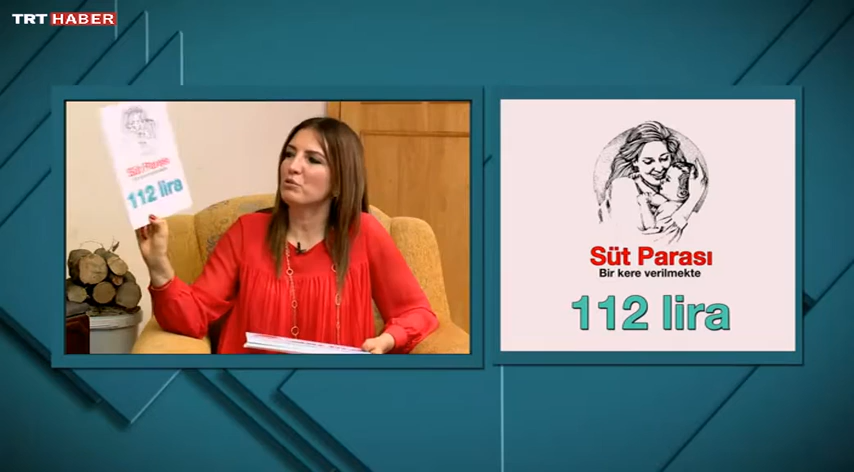 TRT HABER
Süt Parası
112 lira
Süt Parası
Bir kere verilmekte
112 lira